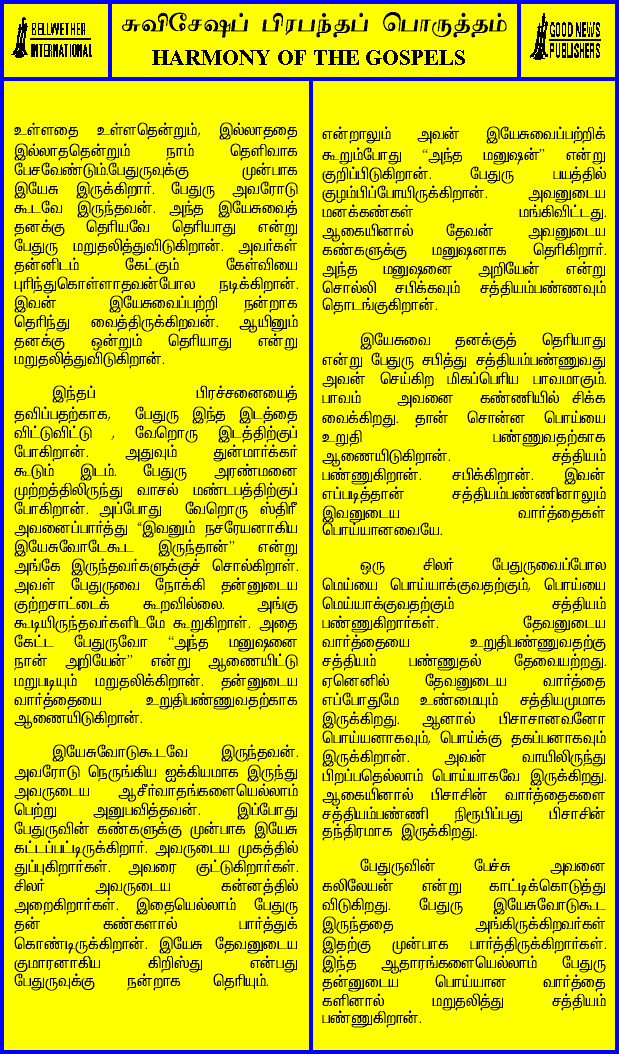 BELLWETHER
INTERNATIONAL
சுவிசேஷப் பிரபந்தப் பொருத்தம்
HARMONY OF THE GOSPELS
GOOD NEWS
PUBLISHERS
உள்ளதை உள்ளதென்றும், இல்லாததை
இல்லாததென்றும் நாம் தெளிவாக
பேசவேண்டும்.பேதுருவுக்கு முன்பாக
இயேசு இருக்கிறார். பேதுரு அவரோடு
கூடவே இருந்தவன். அந்த இயேசுவைத்
தனக்கு தெரியவே தெரியாது என்று
பேதுரு மறுதலித்துவிடுகிறான். அவர்கள்
தன்னிடம் கேட்கும் கேள்வியை
புரிந்துகொள்ளாதவன்போல நடிக்கிறான்.
இவன் இயேசுவைப்பற்றி நன்றாக
தெரிந்து வைத்திருக்கிறவன். ஆயினும்
தனக்கு ஒன்றும் தெரியாது என்று
மறுதலித்துவிடுகிறான்.
இந்தப் பிரச்சனையைத்
தவிப்பதற்காக, பேதுரு இந்த இடத்தை
விட்டுவிட்டு , வேறொரு இடத்திற்குப்
போகிறான். அதுவும் துன்மார்க்கர்
கூடும் இடம். பேதுரு அரண்மனை
முற்றத்திலிருந்து வாசல் மண்டபத்திற்குப்
போகிறான். அப்போது வேறொரு ஸ்திரீ
அவனைப்பார்த்து “இவனும் நசரேயனாகிய
இயேசுவோடேகூட இருந்தான்” என்று
அங்கே இருந்தவர்களுக்குச் சொல்கிறாள்.
அவள் பேதுருவை நோக்கி தன்னுடைய
குற்றசாட்டைக் கூறவில்லை. அங்கு
கூடியிருந்தவர்களிடமே கூறுகிறாள். அதை
கேட்ட பேதுருவோ “அந்த மனுஷனை
நான் அறியேன்” என்று ஆணையிட்டு
மறுபடியும் மறுதலிக்கிறான். தன்னுடைய
வார்த்தையை உறுதிபண்ணுவதற்காக
ஆணையிடுகிறான்.
இயேசுவோடுகூடவே இருந்தவன்.
அவரோடு நெருங்கிய ஐக்கியமாக இருந்து
அவருடைய ஆசீர்வாதங்களையெல்லாம்
பெற்று அனுபவித்தவன். இப்போது
பேதுருவின் கண்களுக்கு முன்பாக இயேசு
கட்டப்பட்டிருக்கிறார். அவருடைய முகத்தில்
துப்புகிறார்கள். அவரை குட்டுகிறார்கள்.
சிலர் அவருடைய கன்னத்தில்
அறைகிறார்கள். இதையெல்லாம் பேதுரு
தன் கண்களால் பார்த்துக்
கொண்டிருக்கிறான். இயேசு தேவனுடைய
குமாரனாகிய கிறிஸ்து என்பது
பேதுருவுக்கு நன்றாக தெரியும்.
என்றாலும் அவன் இயேசுவைப்பற்றிக்
கூறும்போது “அந்த மனுஷன்” என்று
குறிப்பிடுகிறான். பேதுரு பயத்தில்
குழம்பிப்போயிருக்கிறான். அவனுடைய
மனக்கண்கள் மங்கிவிட்டது.
ஆகையினால் தேவன் அவனுடைய
கண்களுக்கு மனுஷனாக தெரிகிறார்.
அந்த மனுஷனை அறியேன் என்று
சொல்லி சபிக்கவும் சத்தியம்பண்ணவும்
தொடங்குகிறான்.
இயேசுவை தனக்குத் தெரியாது
என்று பேதுரு சபித்து சத்தியம்பண்ணுவது
அவன் செய்கிற மிகப்பெரிய பாவமாகும்.
பாவம் அவனை கண்ணியில் சிக்க
வைக்கிறது. தான் சொன்ன பொய்யை
உறுதி பண்ணுவதற்காக
ஆணையிடுகிறான். சத்தியம்
பண்ணுகிறான். சபிக்கிறான். இவன்
எப்படித்தான் சத்தியம்பண்ணினாலும்
இவனுடைய வார்த்தைகள்
பொய்யானவையே.
ஒரு சிலர் பேதுருவைப்போல
மெய்யை பொய்யாக்குவதற்கும், பொய்யை
மெய்யாக்குவதற்கும் சத்தியம்
பண்ணுகிறார்கள். தேவனுடைய
வார்த்தையை உறுதிபண்ணுவதற்கு
சத்தியம் பண்ணுதல் தேவையற்றது.
ஏனெனில் தேவனுடைய வார்த்தை
எப்போதுமே உண்மையும் சத்தியமுமாக
இருக்கிறது. ஆனால் பிசாசானவனோ
பொய்யனாகவும், பொய்க்கு தகப்பனாகவும்
இருக்கிறான். அவன் வாயிலிருந்து
பிறப்பதெல்லாம் பொய்யாகவே இருக்கிறது.
ஆகையினால் பிசாசின் வார்த்தைகளை
சத்தியம்பண்ணி நிரூபிப்பது பிசாசின்
தந்திரமாக இருக்கிறது.
பேதுருவின் பேச்சு அவனை
கலிலேயன் என்று காட்டிக்கொடுத்து
விடுகிறது. பேதுரு இயேசுவோடுகூட
இருந்ததை அங்கிருக்கிறவர்கள்
இதற்கு முன்பாக பார்த்திருக்கிறார்கள்.
இந்த ஆதாரங்களையெல்லாம் பேதுரு
தன்னுடைய பொய்யான வார்த்தை
களினால் மறுதலித்து சத்தியம்
பண்ணுகிறான்.